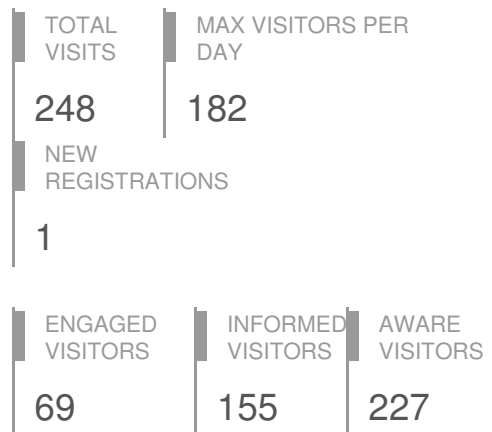 TOTAL
VISITS
248
MAX VISITORS PER
DAY
182
NEW
REGISTRATIONS
1
ENGAGED
VISITORS
69
INFORMED
VISITORS
155
AWARE
VISITORS
227